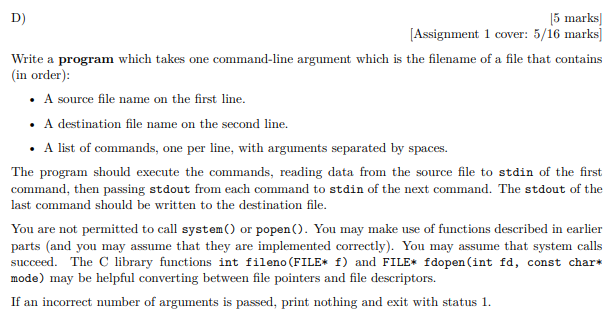 D)
[5 marks]
[Assignment 1 cover: 5/16 marks]
Write a program which takes one command-line argument which is the filename of a file that contains
(in order):
• A source file name on the first line.
• A destination file name on the second line.
• A list of commands, one per line, with arguments separated by spaces.
The program should execute the commands, reading data from the source file to stdin of the first
command, then passing stdout from each command to stdin of the next command. The stdout of the
last command should be written to the destination file.
You are not permitted to call system() or popen(). You may make use of functions described in earlier
parts (and you may assume that they are implemented correctly). You may assume that system calls
succeed. The C library functions int fileno(FILE* f) and FILE* fdopen(int fd, const char*
mode) may be helpful converting between file pointers and file descriptors.
If an incorrect number of arguments is passed, print nothing and exit with status 1.